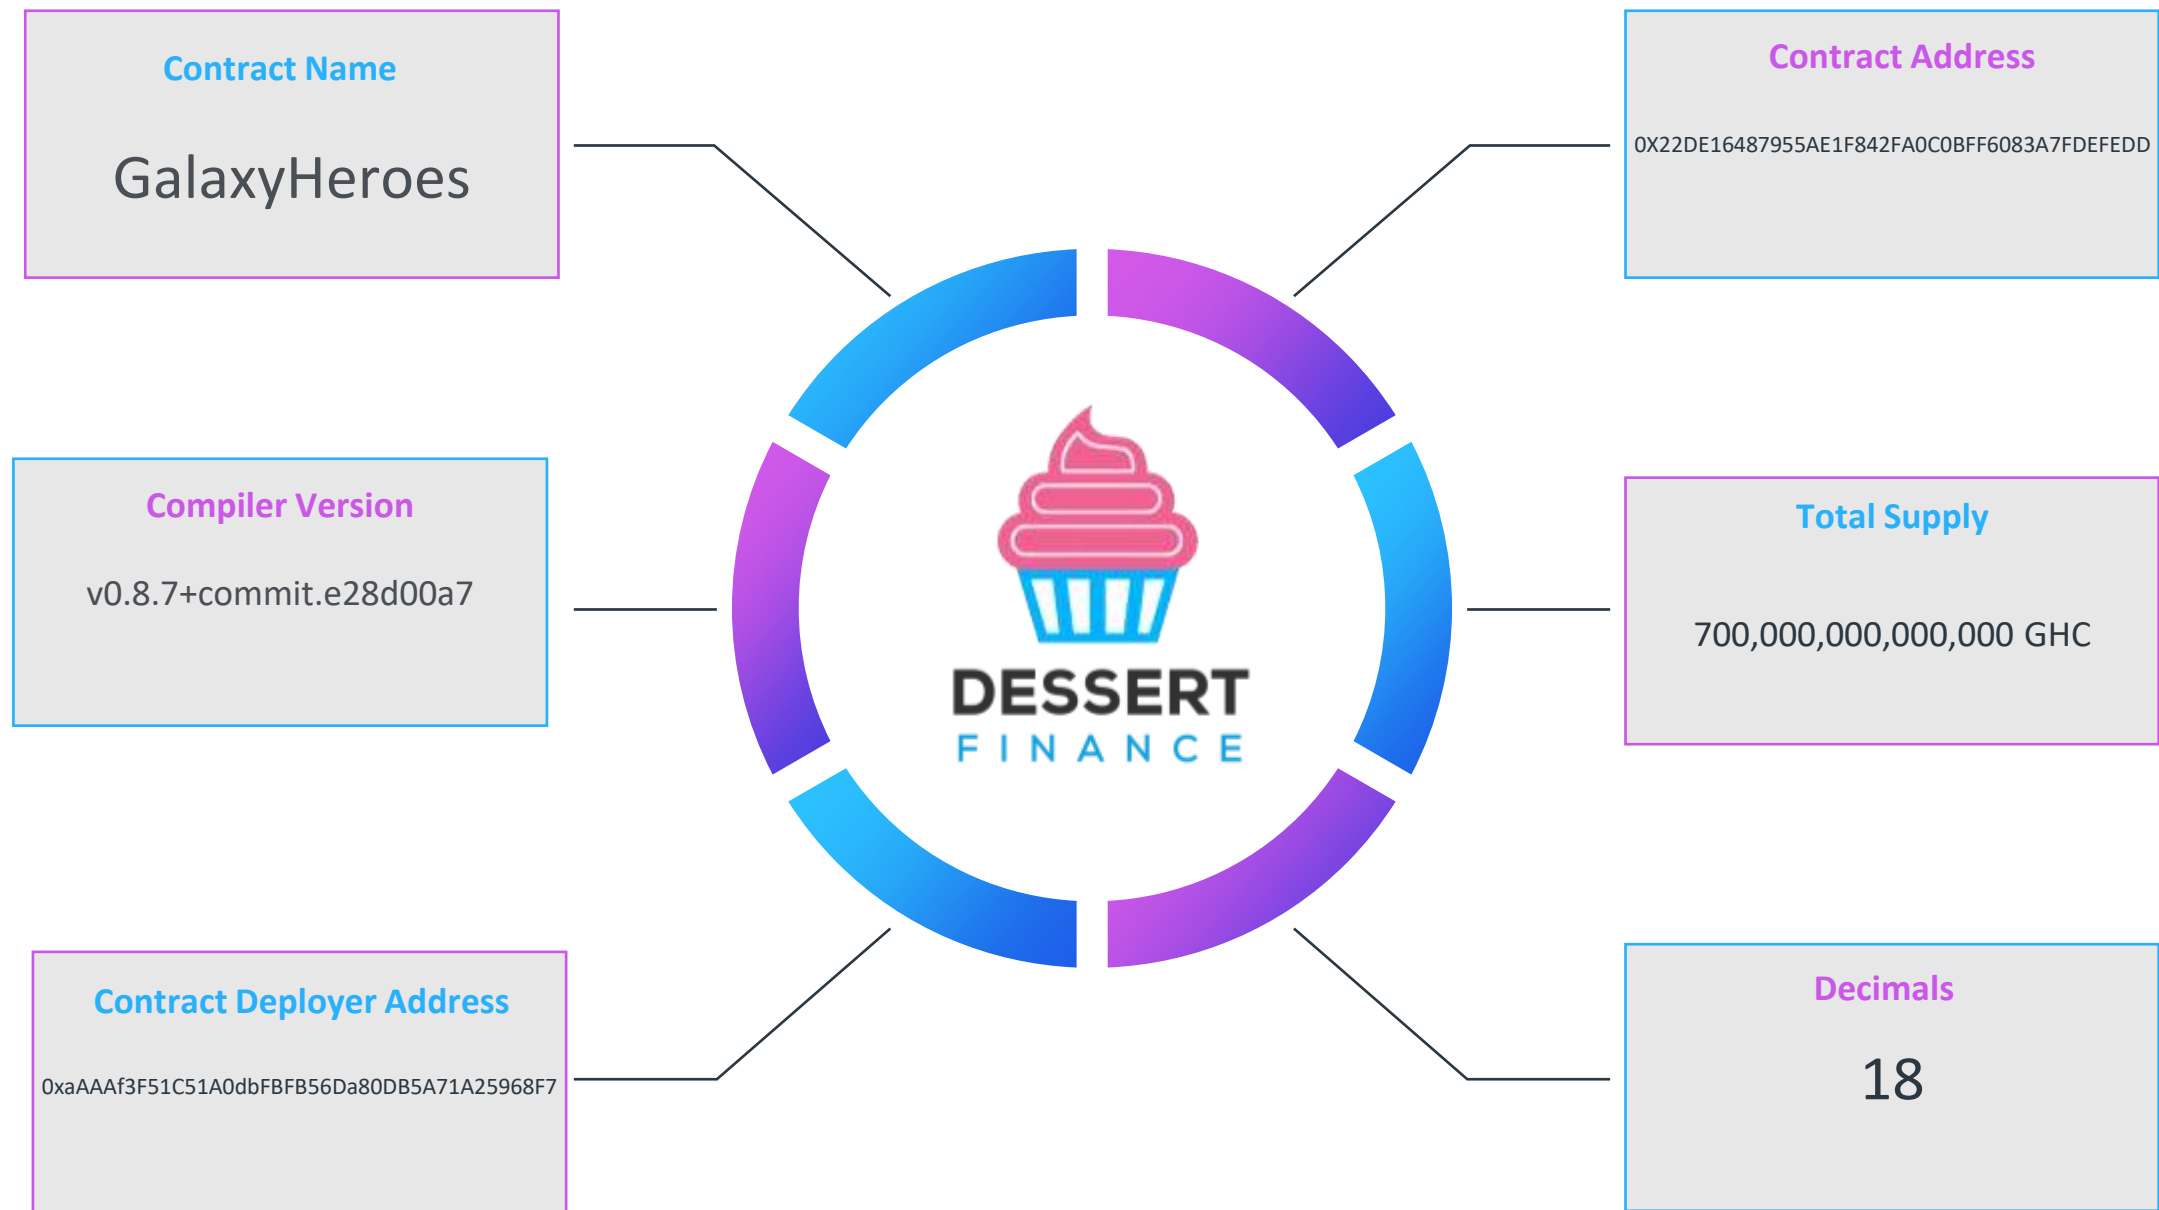 Contract Name
GalaxyHeroes
Contract Address
0X22DE16487955AE1F842FA0C0BFF6083A7FDEFEDD
Compiler Version
v0.8.7+commit.e28d00a7
Total Supply
700,000,000,000,000 GHC
DESSERT
FINANCE
Contract Deployer Address
0xaAAAf3F51C51A0dbFBFB56Da80DB5A71A25968F7
Decimals
18